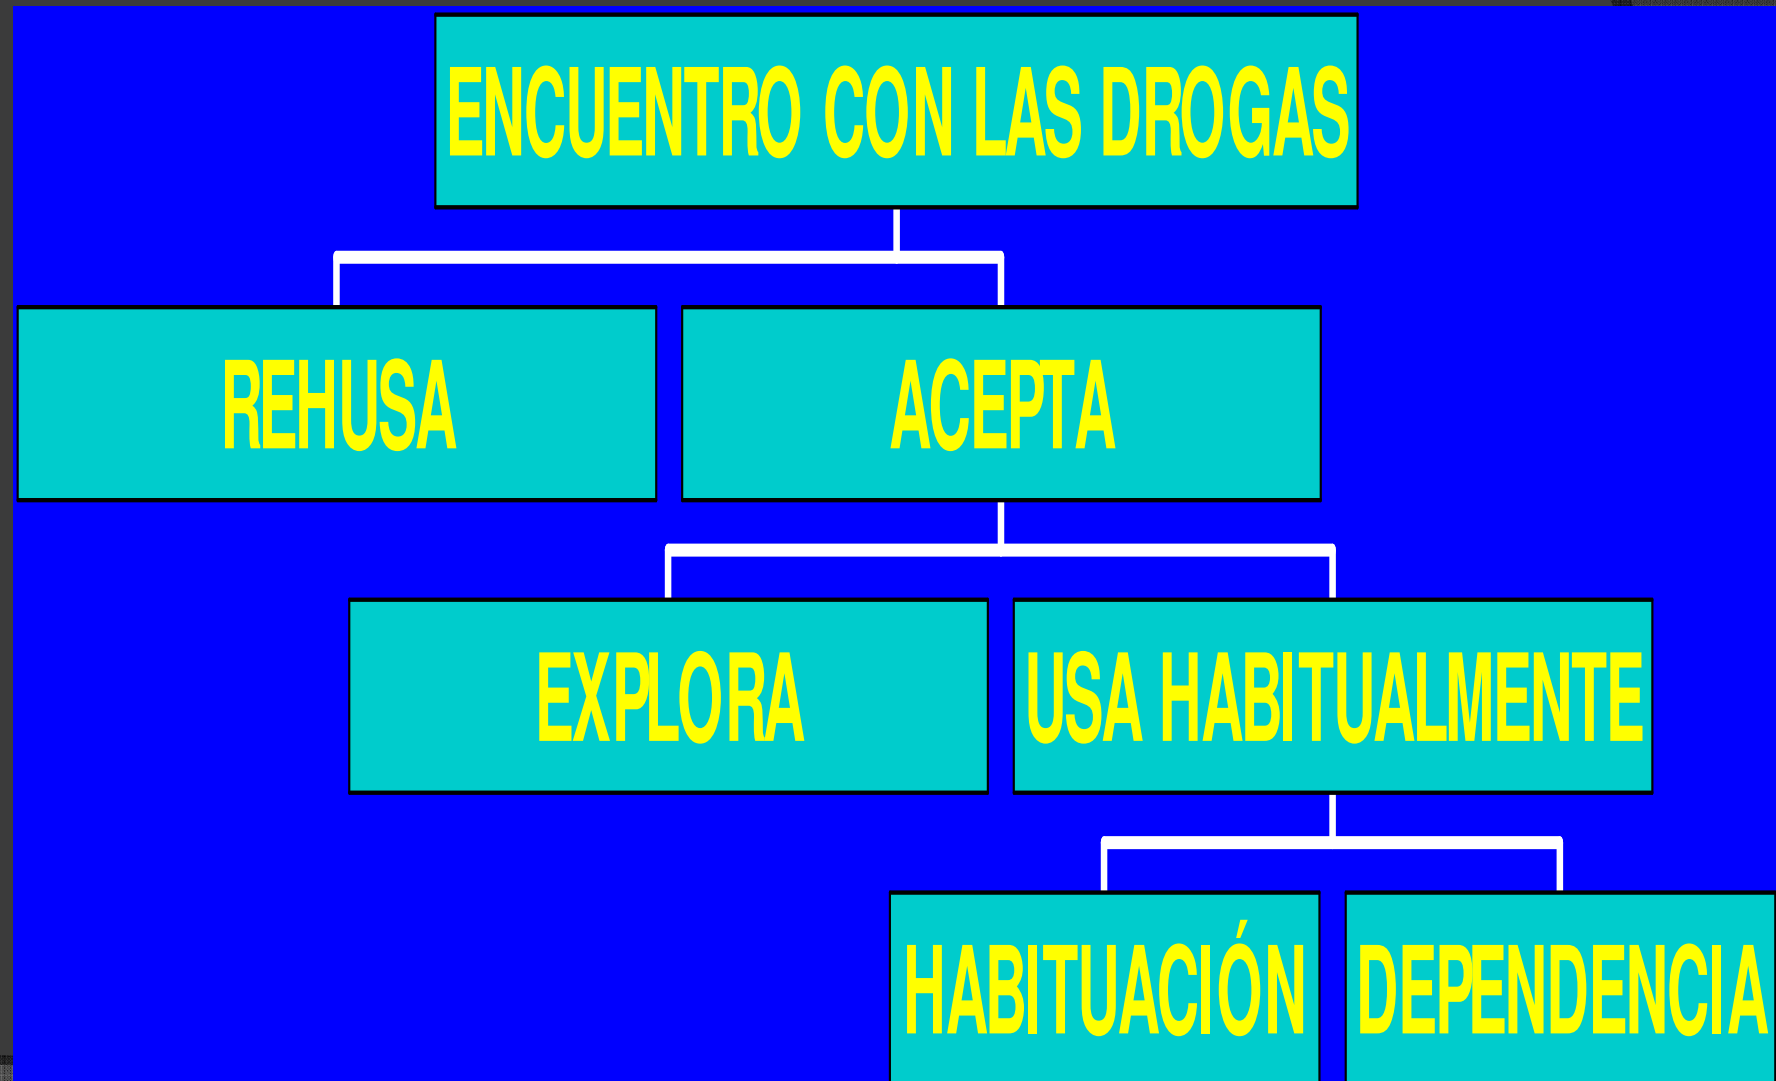 ENCUENTRO CON LAS DROGAS
REHUSA
ACEPTA
EXPLORA
USA HABITUALMENTE
HABITUACIÓN
DEPENDENCIA